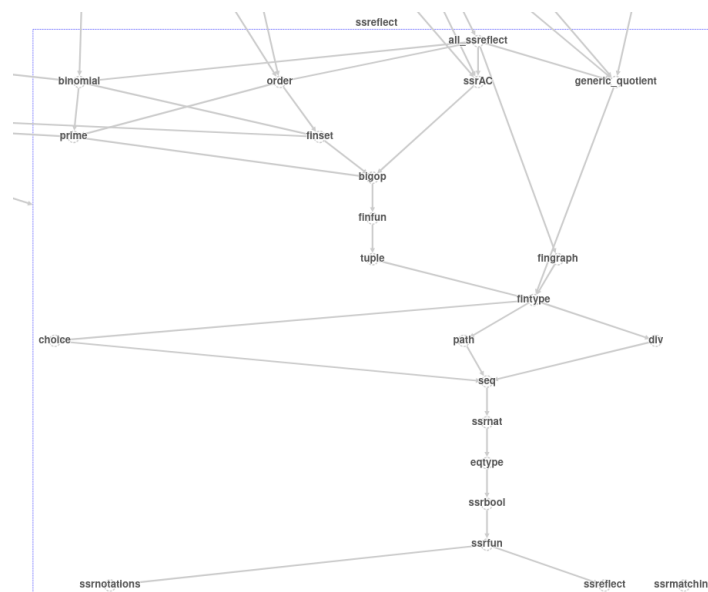 ssreflect
all_ssreflect
binomial order ssrAC generic_quotient
prime finset
bigop
finfun
tuple fingraph
fintype
choice path div
seq
ssrnat
eqtype
ssrbool
ssrfun
ssrnotations ssreflect ssrmatchin